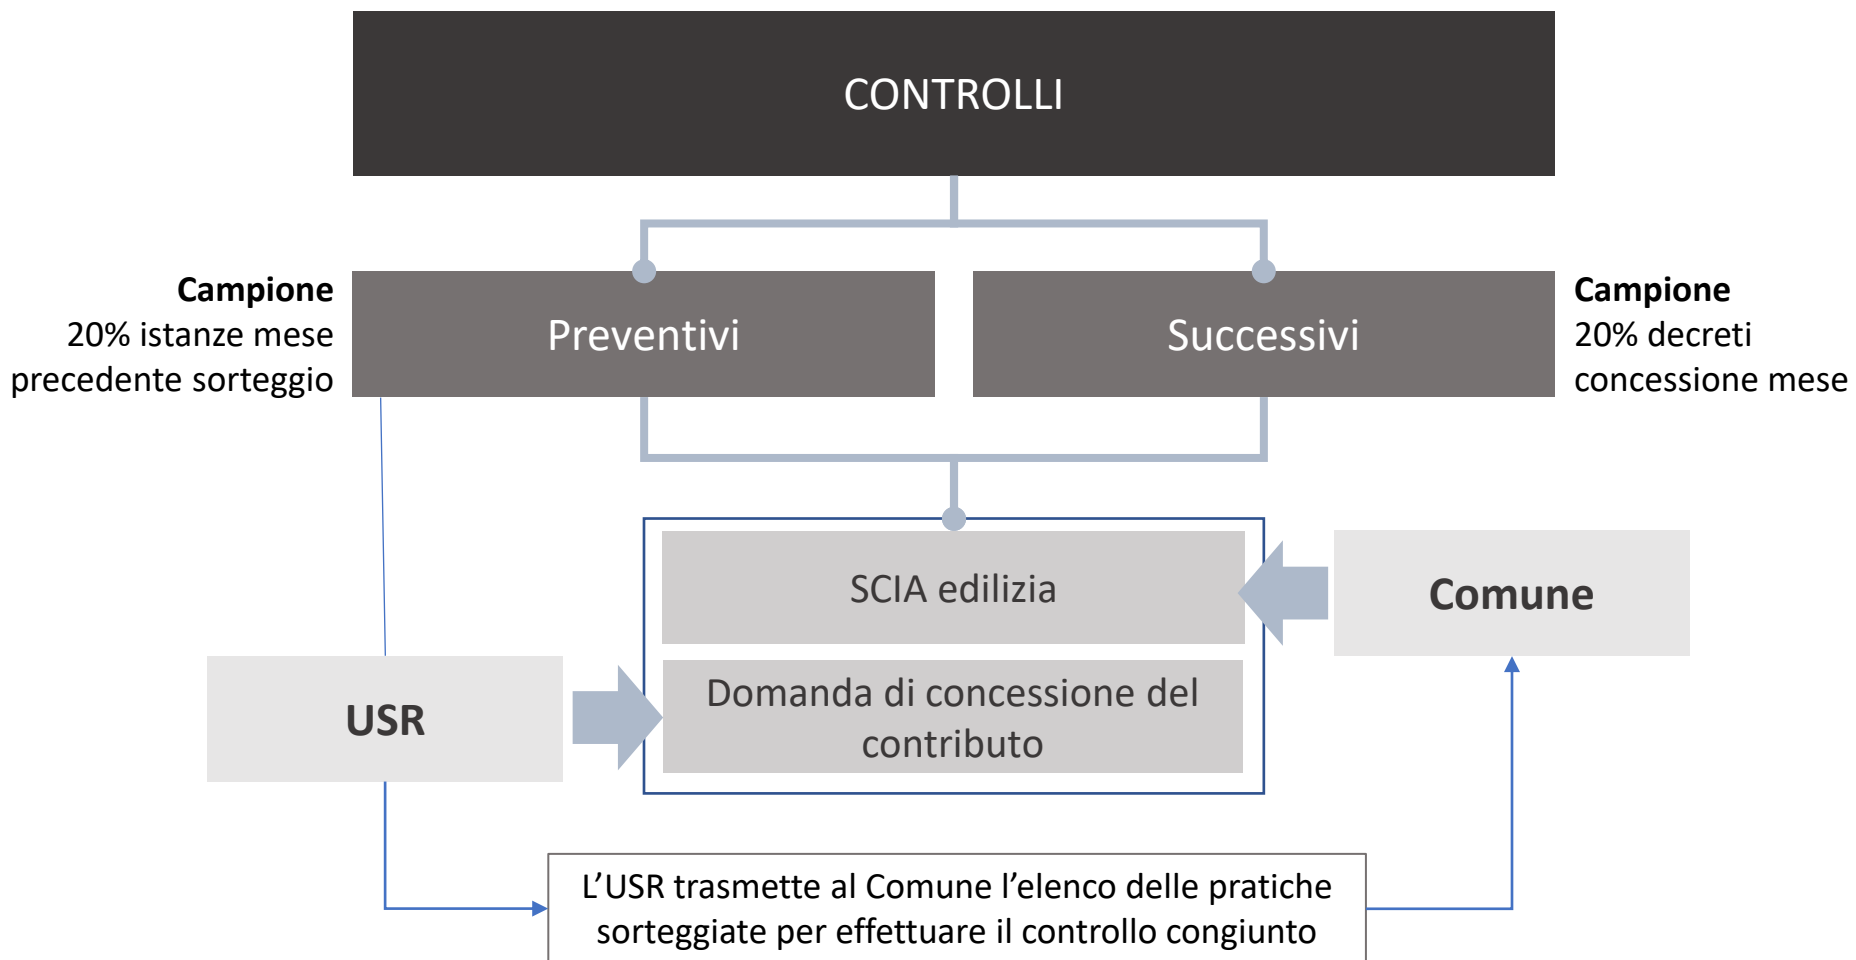 CONTROLLI
Campione
20% istanze mese
precedente sorteggio
Preventivi
Successivi
Campione
20% decreti
concessione mese
SCIA edilizia
Comune
USR
Domanda di concessione del
contributo
L’USR trasmette al Comune l’elenco delle pratiche
sorteggiate per effettuare il controllo congiunto